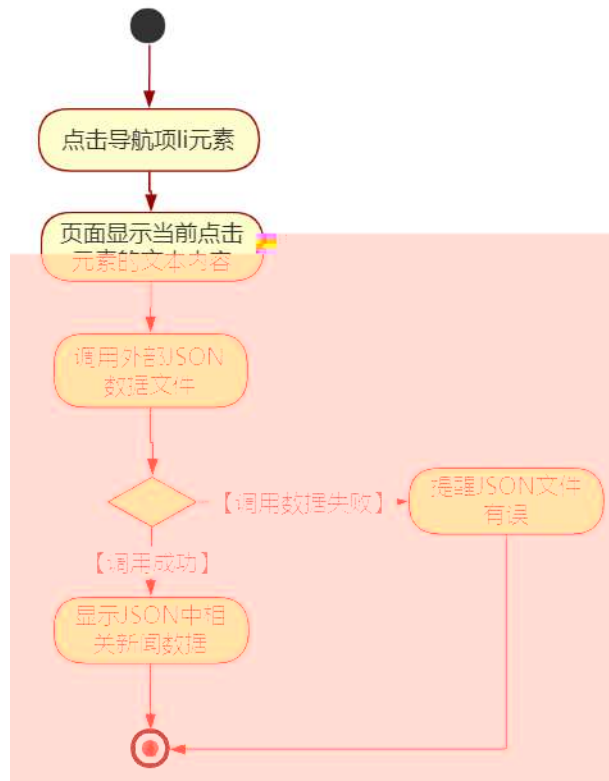 点击导航项li元素
页面显示当前点击
元素的文本内容
调用外部JSON
数据文件
【调用数据失败】
提醒JSON文件
有误
【调用成功】
显示JSON中相
关新闻数据